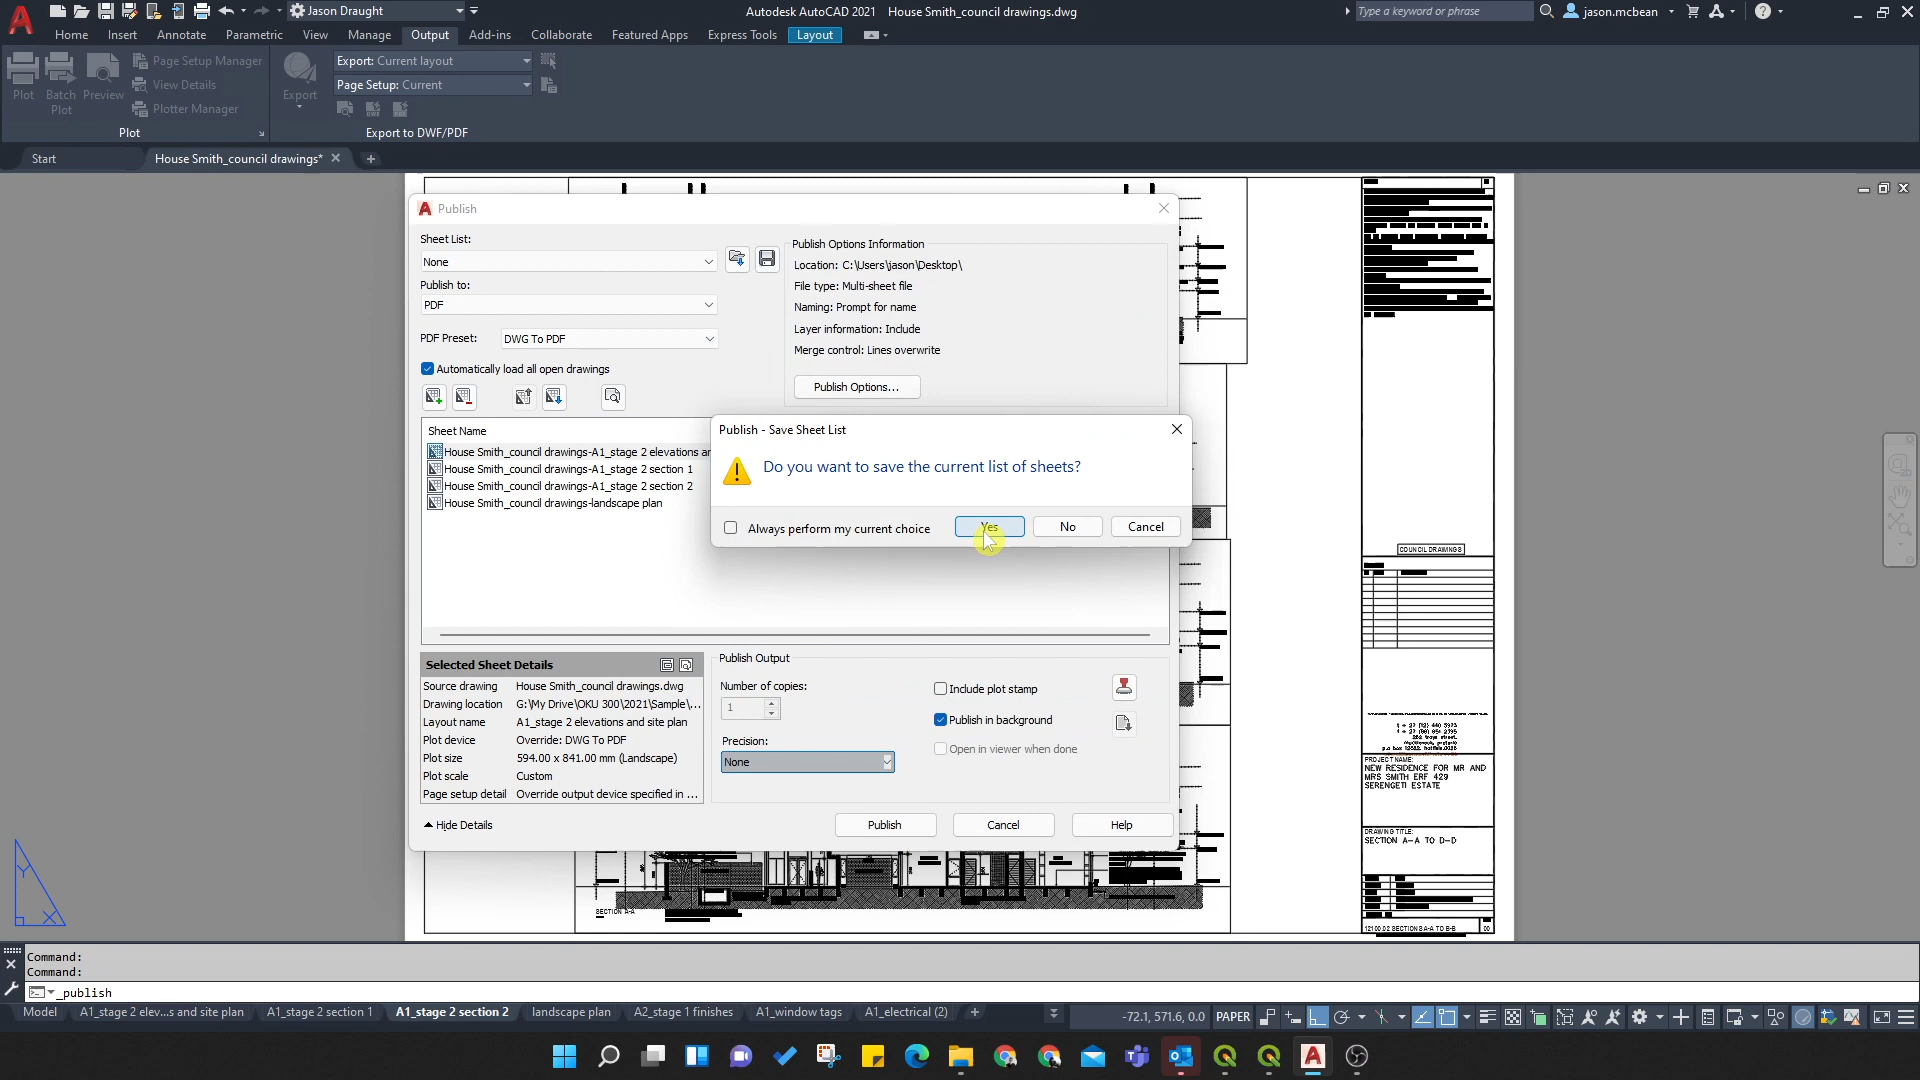 Jason Draught
Autodesk AutoCAD 2021 House Smith_council drawings.dwg
Type a keyword or phrase
jason.mcbean
Home Insert Annotate Parametric View Manage Output Add-ins Collaborate Featured Apps Express Tools Layout
Plot
Batch Plot
Preview
Page Setup Manager
View Details
Plotter Manager
Export
Export: Current layout
Page Setup: Current
Plot
Export to DWF/PDF
Start
House Smith_council drawings*
Publish
Sheet List:
None
Publish to:
PDF
PDF Preset: DWG To PDF
Automatically load all open drawings
Publish Options Information
Location: C:\Users\jason\Desktop\
File type: Multi-sheet file
Naming: Prompt for name
Layer information: Include
Merge control: Lines overwrite
Publish Options...
Sheet Name
House Smith_council drawings-A1_stage 2 elevations ar
House Smith_council drawings-A1_stage 2 section 1
House Smith_council drawings-A1_stage 2 section 2
House Smith_council drawings-landscape plan
Publish - Save Sheet List
Do you want to save the current list of sheets?
Always perform my current choice
Yes
No
Cancel
Selected Sheet Details
Source drawing House Smith_council drawings.dwg
Drawing location G:\My Drive\OKU 300\2021\Sample\...
Layout name A1_stage 2 elevations and site plan
Plot device Override: DWG To PDF
Plot size 594.00 x 841.00 mm (Landscape)
Plot scale Custom
Page setup detail Override output device specified in ...
Publish Output
Number of copies:
1
Precision:
None
Include plot stamp
Publish in background
Open in viewer when done
Hide Details
Publish
Cancel
Help
COUNCIL DRAWINGS
PROJECT NAME:
NEW RESIDENCE FOR MR AND
MRS SMITH ERF 429
SERENGETI ESTATE
DRAWING TITLE:
SECTION A-A TO D-D
SECTION A-A
12100.02 SECTIONS A-A TO B-B
00
Command:
Command:
_publish
Model A1_stage 2 elev...s and site plan A1_stage 2 section 1 A1_stage 2 section 2 landscape plan A2_stage 1 finishes A1_window tags A1_electrical (2)
-72.1, 571.6, 0.0 PAPER